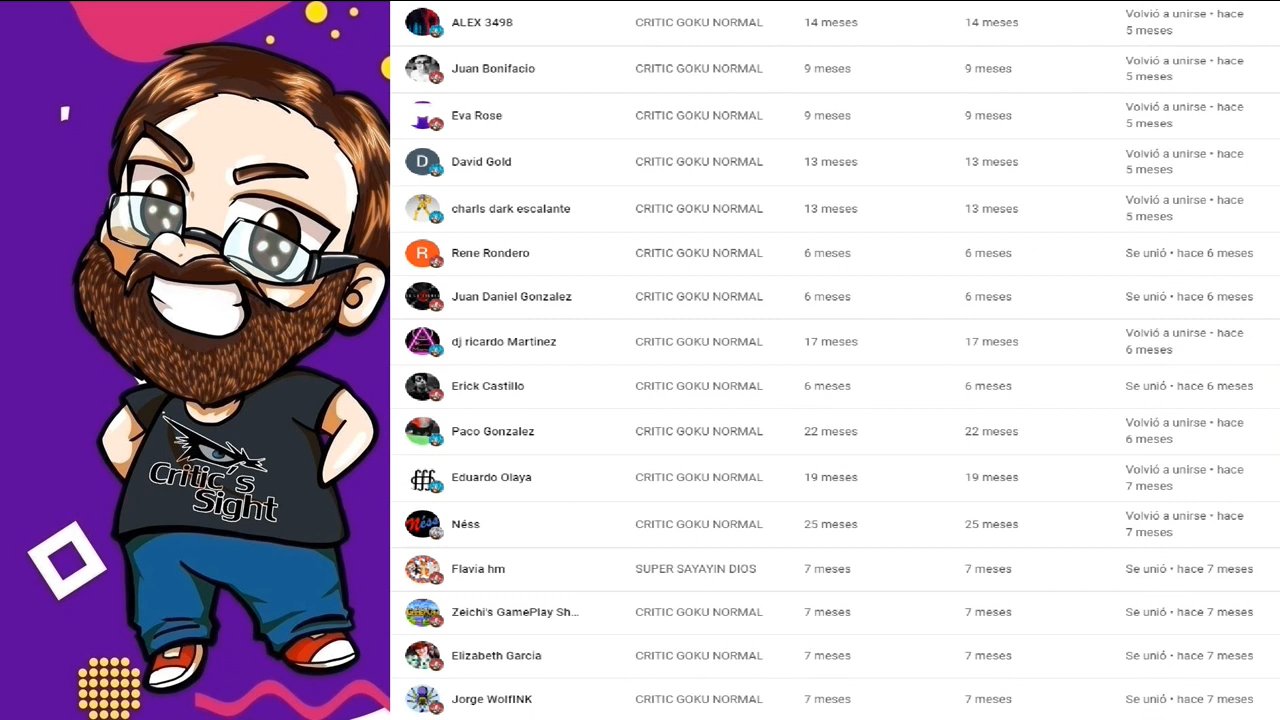 ALEX 3498 CRITIC GOKU NORMAL 14 meses 14 meses Volvió a unirse • hace
5 meses
Juan Bonifacio CRITIC GOKU NORMAL 9 meses 9 meses Volvió a unirse • hace
5 meses
Eva Rose CRITIC GOKU NORMAL 9 meses 9 meses Volvió a unirse • hace
5 meses
D David Gold CRITIC GOKU NORMAL 13 meses 13 meses Volvió a unirse • hace
5 meses
charls dark escalante CRITIC GOKU NORMAL 13 meses 13 meses Volvió a unirse • hace
5 meses
R Rene Rondero CRITIC GOKU NORMAL 6 meses 6 meses Se unió • hace 6 meses
Juan Daniel Gonzalez CRITIC GOKU NORMAL 6 meses 6 meses Se unió • hace 6 meses
dj ricardo Martinez CRITIC GOKU NORMAL 17 meses 17 meses Volvió a unirse • hace
6 meses
Erick Castillo CRITIC GOKU NORMAL 6 meses 6 meses Se unió • hace 6 meses
Paco Gonzalez CRITIC GOKU NORMAL 22 meses 22 meses Volvió a unirse • hace
6 meses
fff Eduardo Olaya CRITIC GOKU NORMAL 19 meses 19 meses Volvió a unirse • hace
7 meses
Néss Néss CRITIC GOKU NORMAL 25 meses 25 meses Volvió a unirse • hace
7 meses
Flavia hm SUPER SAYAYIN DIOS 7 meses 7 meses Se unió • hace 7 meses
Zeichi's GamePlay Sh... CRITIC GOKU NORMAL 7 meses 7 meses Se unió • hace 7 meses
Elizabeth Garcia CRITIC GOKU NORMAL 7 meses 7 meses Se unió • hace 7 meses
Jorge WolfINK CRITIC GOKU NORMAL 7 meses 7 meses Se unió • hace 7 meses
Critic's
Sight